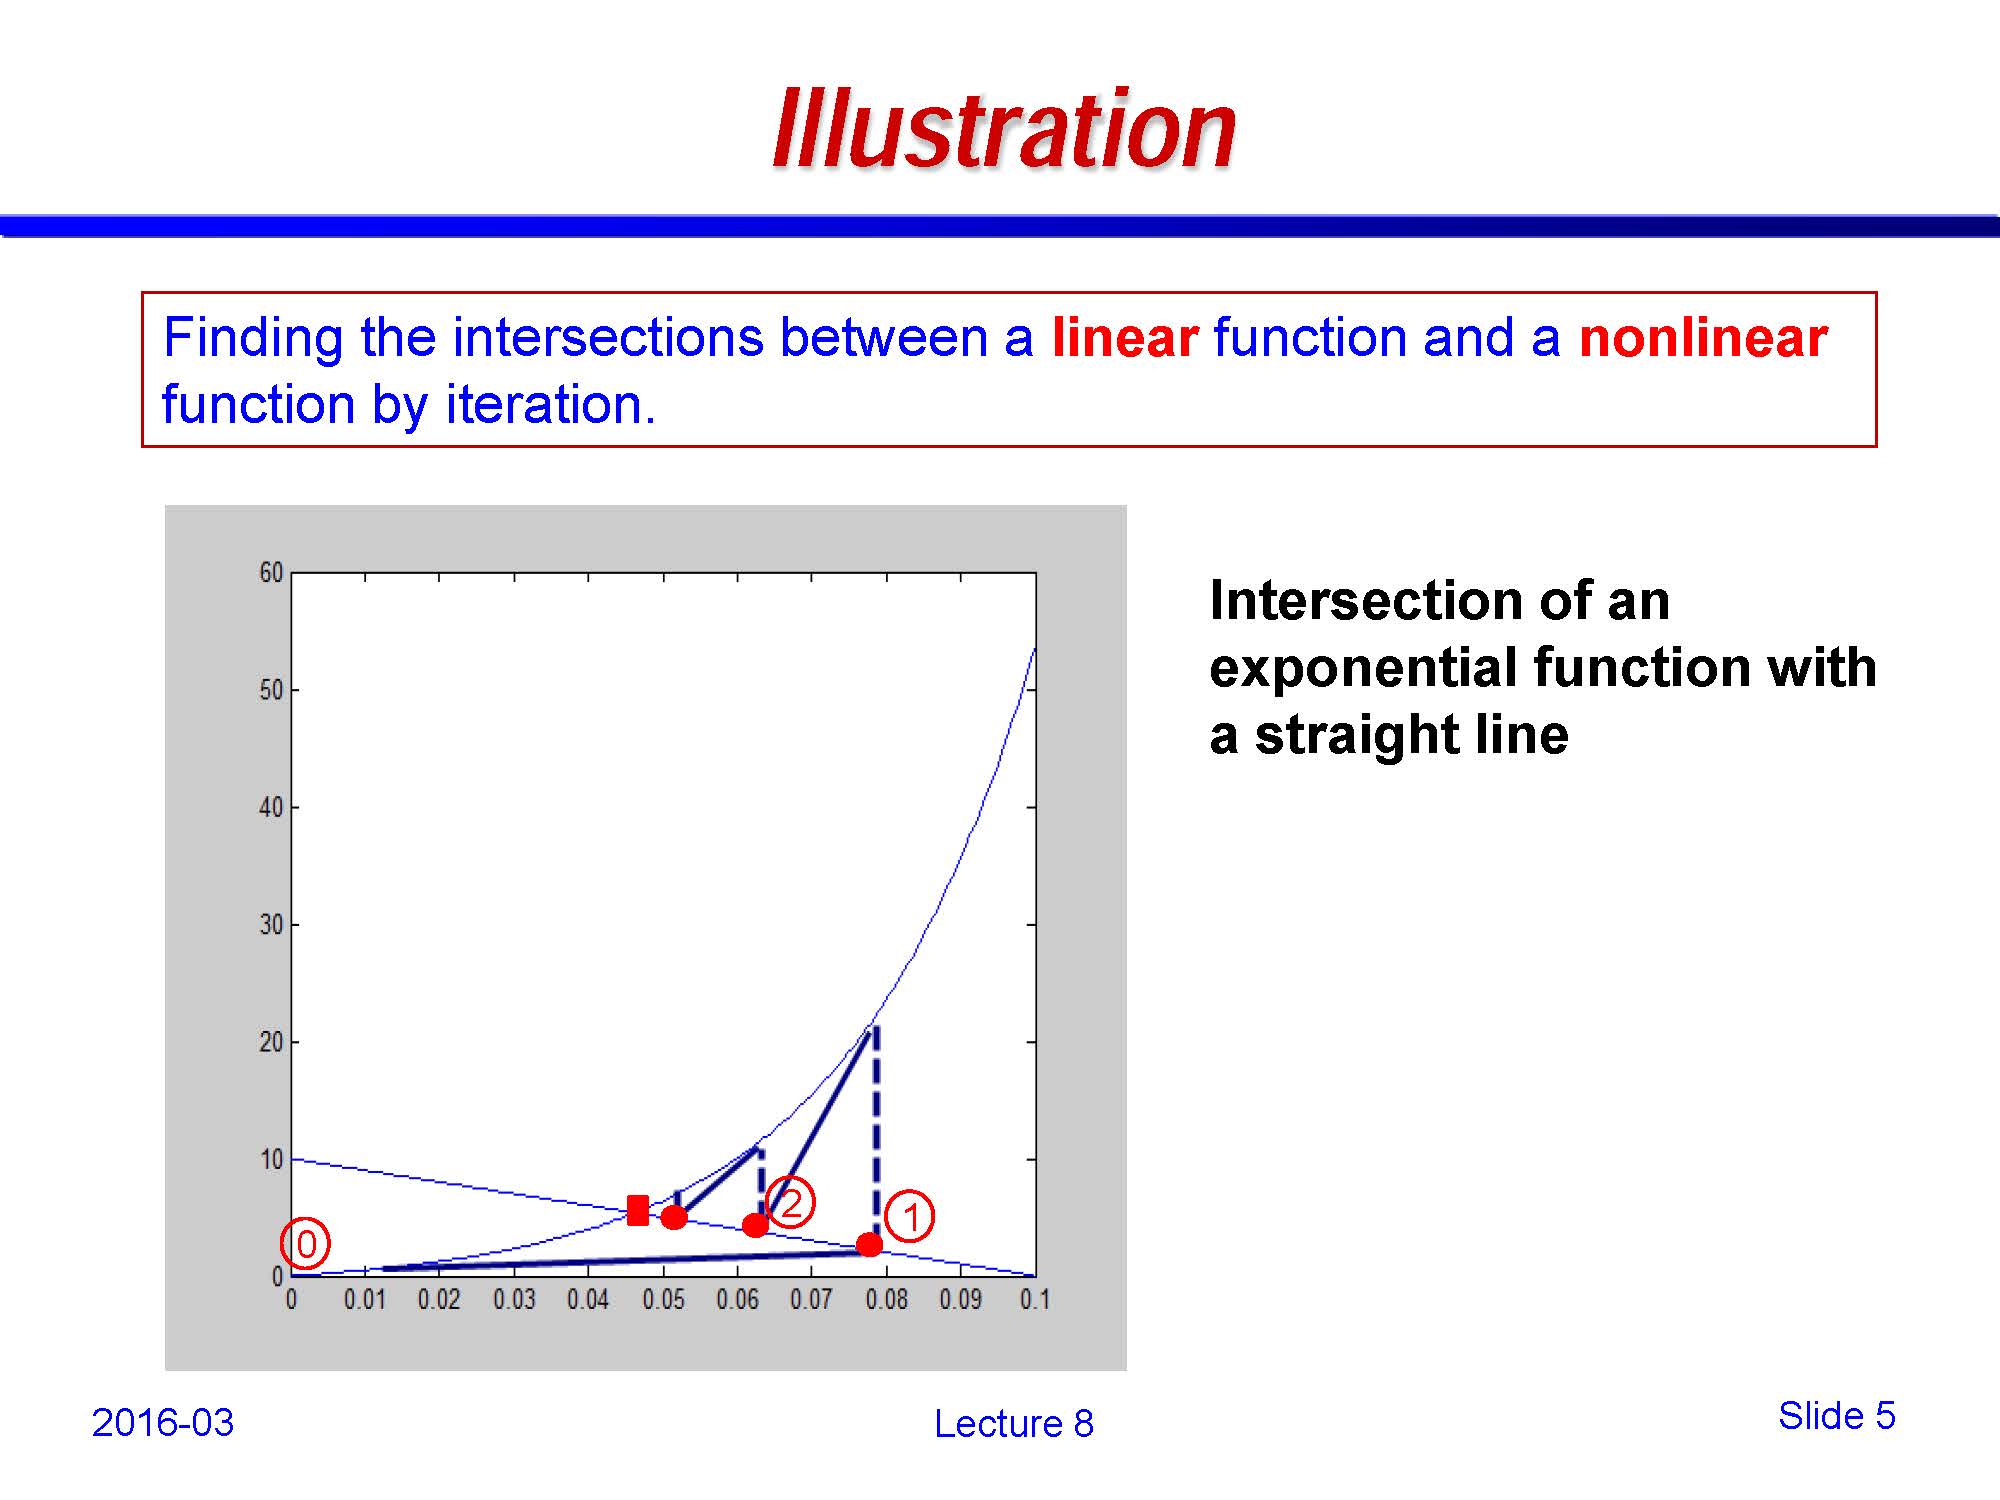 Illustration
Finding the intersections between a linear function and a nonlinear
function by iteration.
60
50
40
30
20
10
0
0 0.01 0.02 0.03 0.04 0.05 0.06 0.07 0.08 0.09 0.1
0
2
1
Intersection of an
exponential function with
a straight line
2016-03
Lecture 8
Slide 5